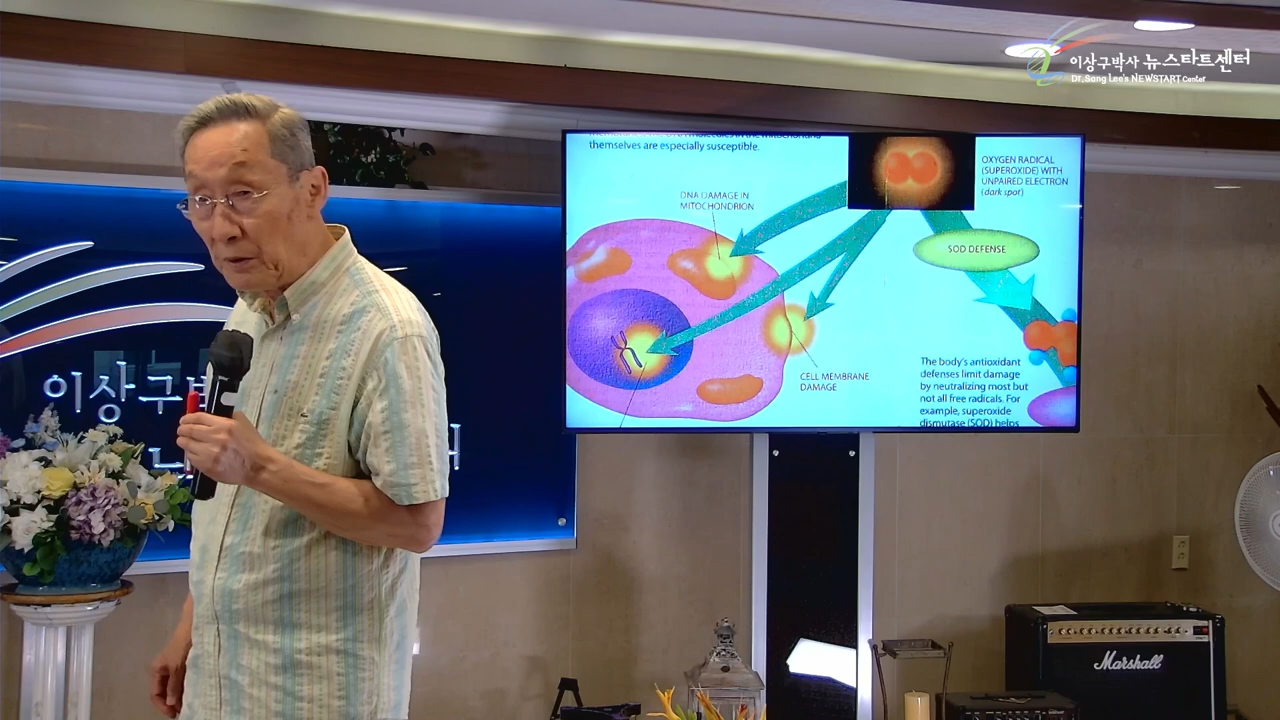 이상구박사 뉴스타트센터
Dr. Sang Lee's NEWSTART Center
themselves are especially susceptible.
OXYGEN RADICAL
(SUPEROXIDE) WITH
UNPAIRED ELECTRON
(dark spot)
DNA DAMAGE IN
MITOCHONDRION
SOD DEFENSE
CELL MEMBRANE
DAMAGE
The body's antioxidant
defenses limit damage
by neutralizing most but
not all free radicals. For
example, superoxide
dismutase (SOD) helps
이상구
Marshall